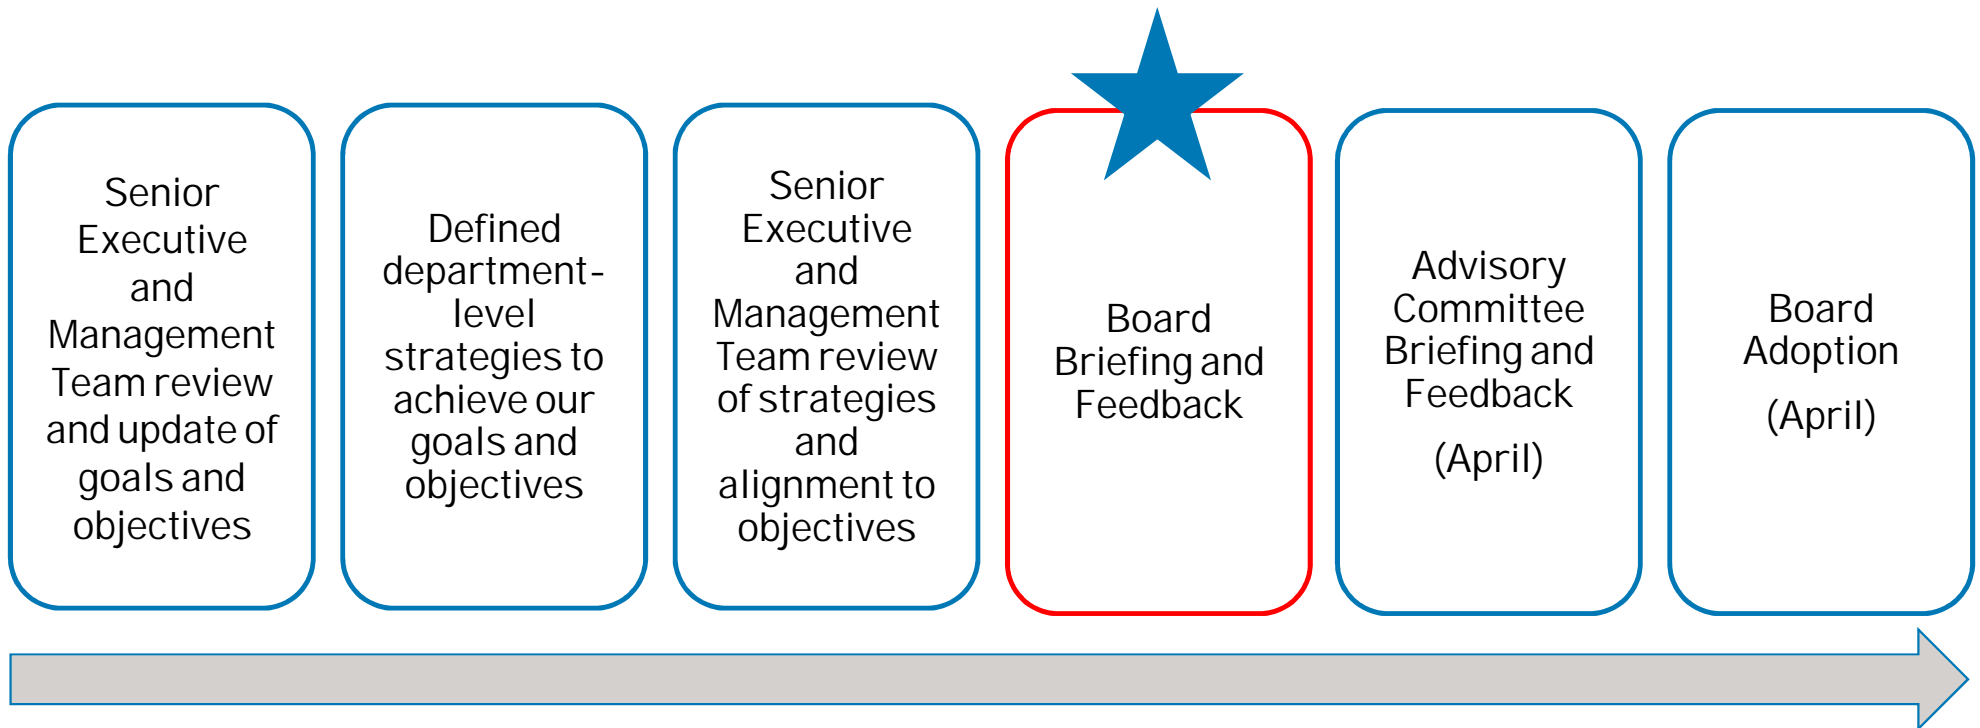 Senior
Executive
and
Management
Team review
and update of
goals and
objectives
Defined
department-
level
strategies to
achieve our
goals and
objectives
Senior
Executive
and
Management
Team review
of strategies
and
alignment to
objectives
Board
Briefing and
Feedback
Advisory
Committee
Briefing and
Feedback
(April)
Board
Adoption
(April)